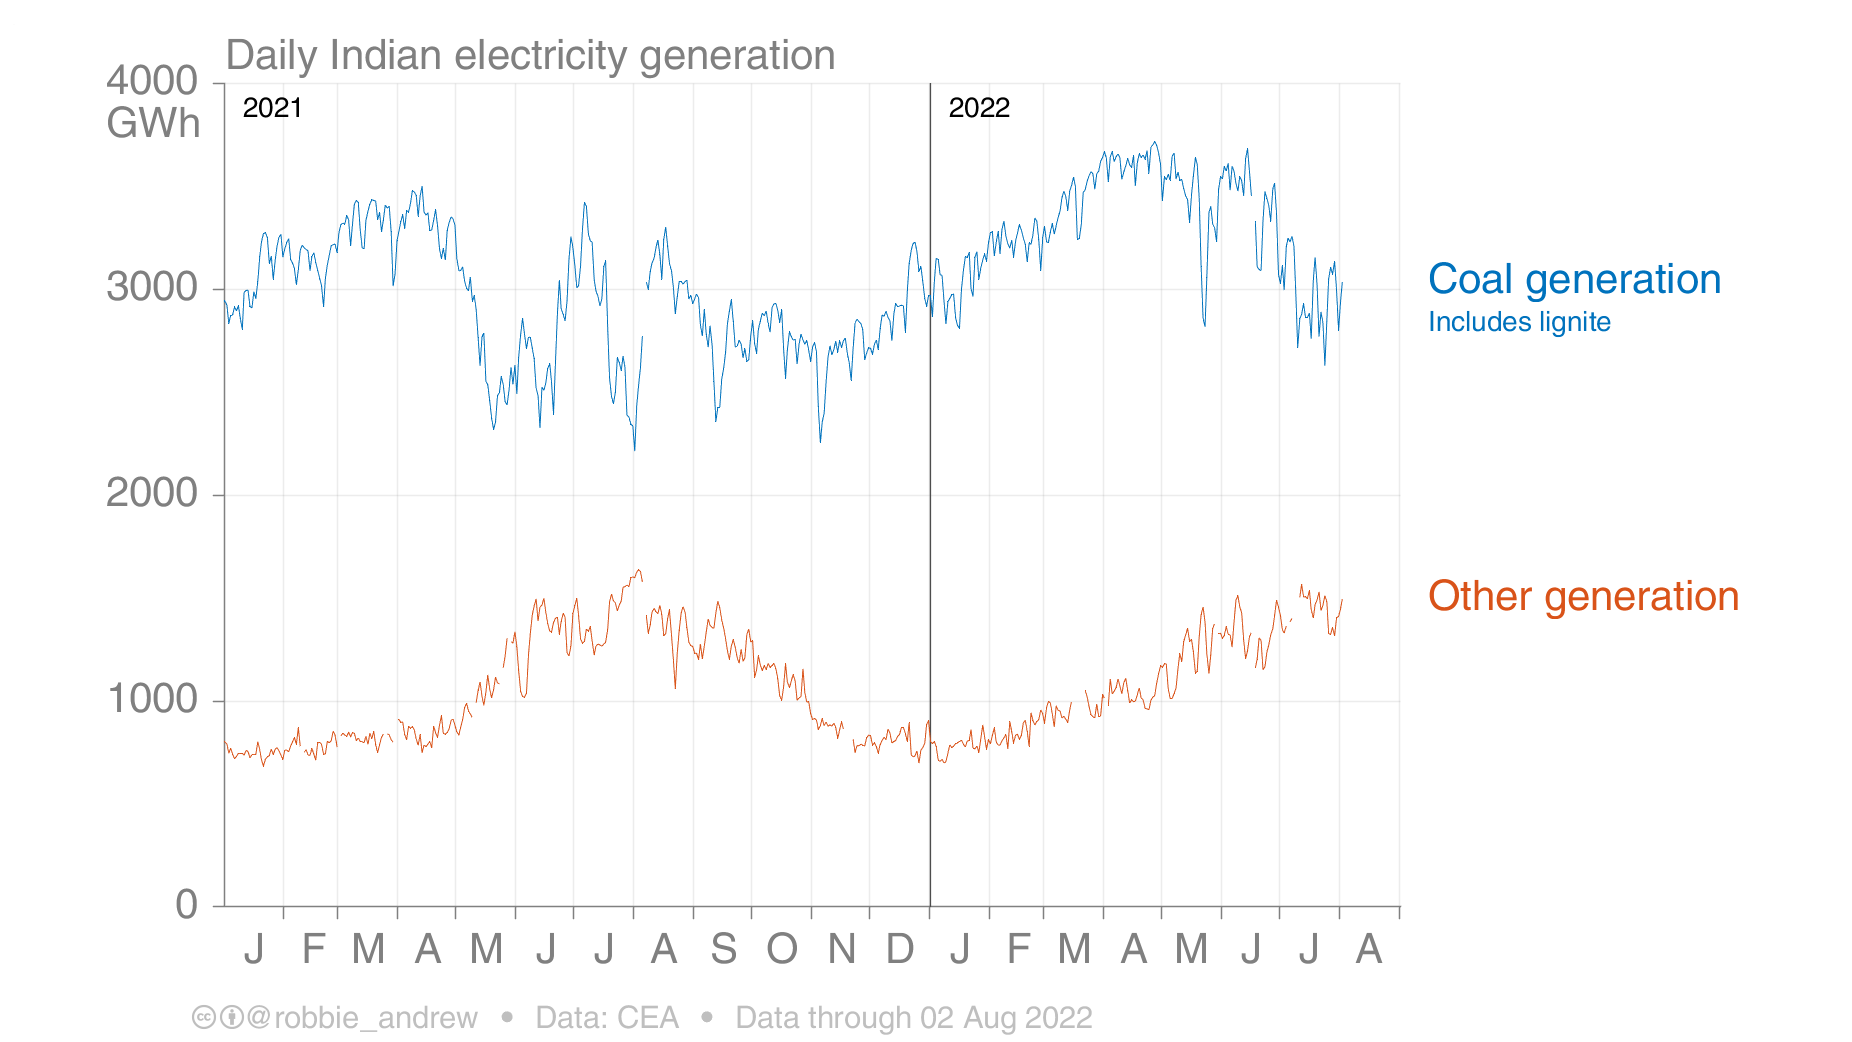 Daily Indian electricity generation
4000
GWh
2021
2022
3000
2000
1000
0
Coal generation
Includes lignite
Other generation
J F M A M J J A S O N D J F M A M J J A
cc @robbie_andrew • Data: CEA • Data through 02 Aug 2022